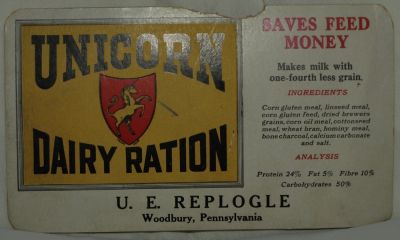 UNICORN
DAIRY RATION
SAVES FEED
MONEY
Makes milk with
one-fourth less grain.
INGREDIENTS
Corn gluten meal, linseed meal,
corn gluten feed, dried brewers
grains, corn oil meal, cottonseed
meal, wheat bran, hominy meal,
bone charcoal, calcium carbonate
and salt.
ANALYSIS
Protein 24% Fat 5% Fibre 10%
Carbohydrates 50%
U. E. REPLOGLE
Woodbury, Pennsylvania